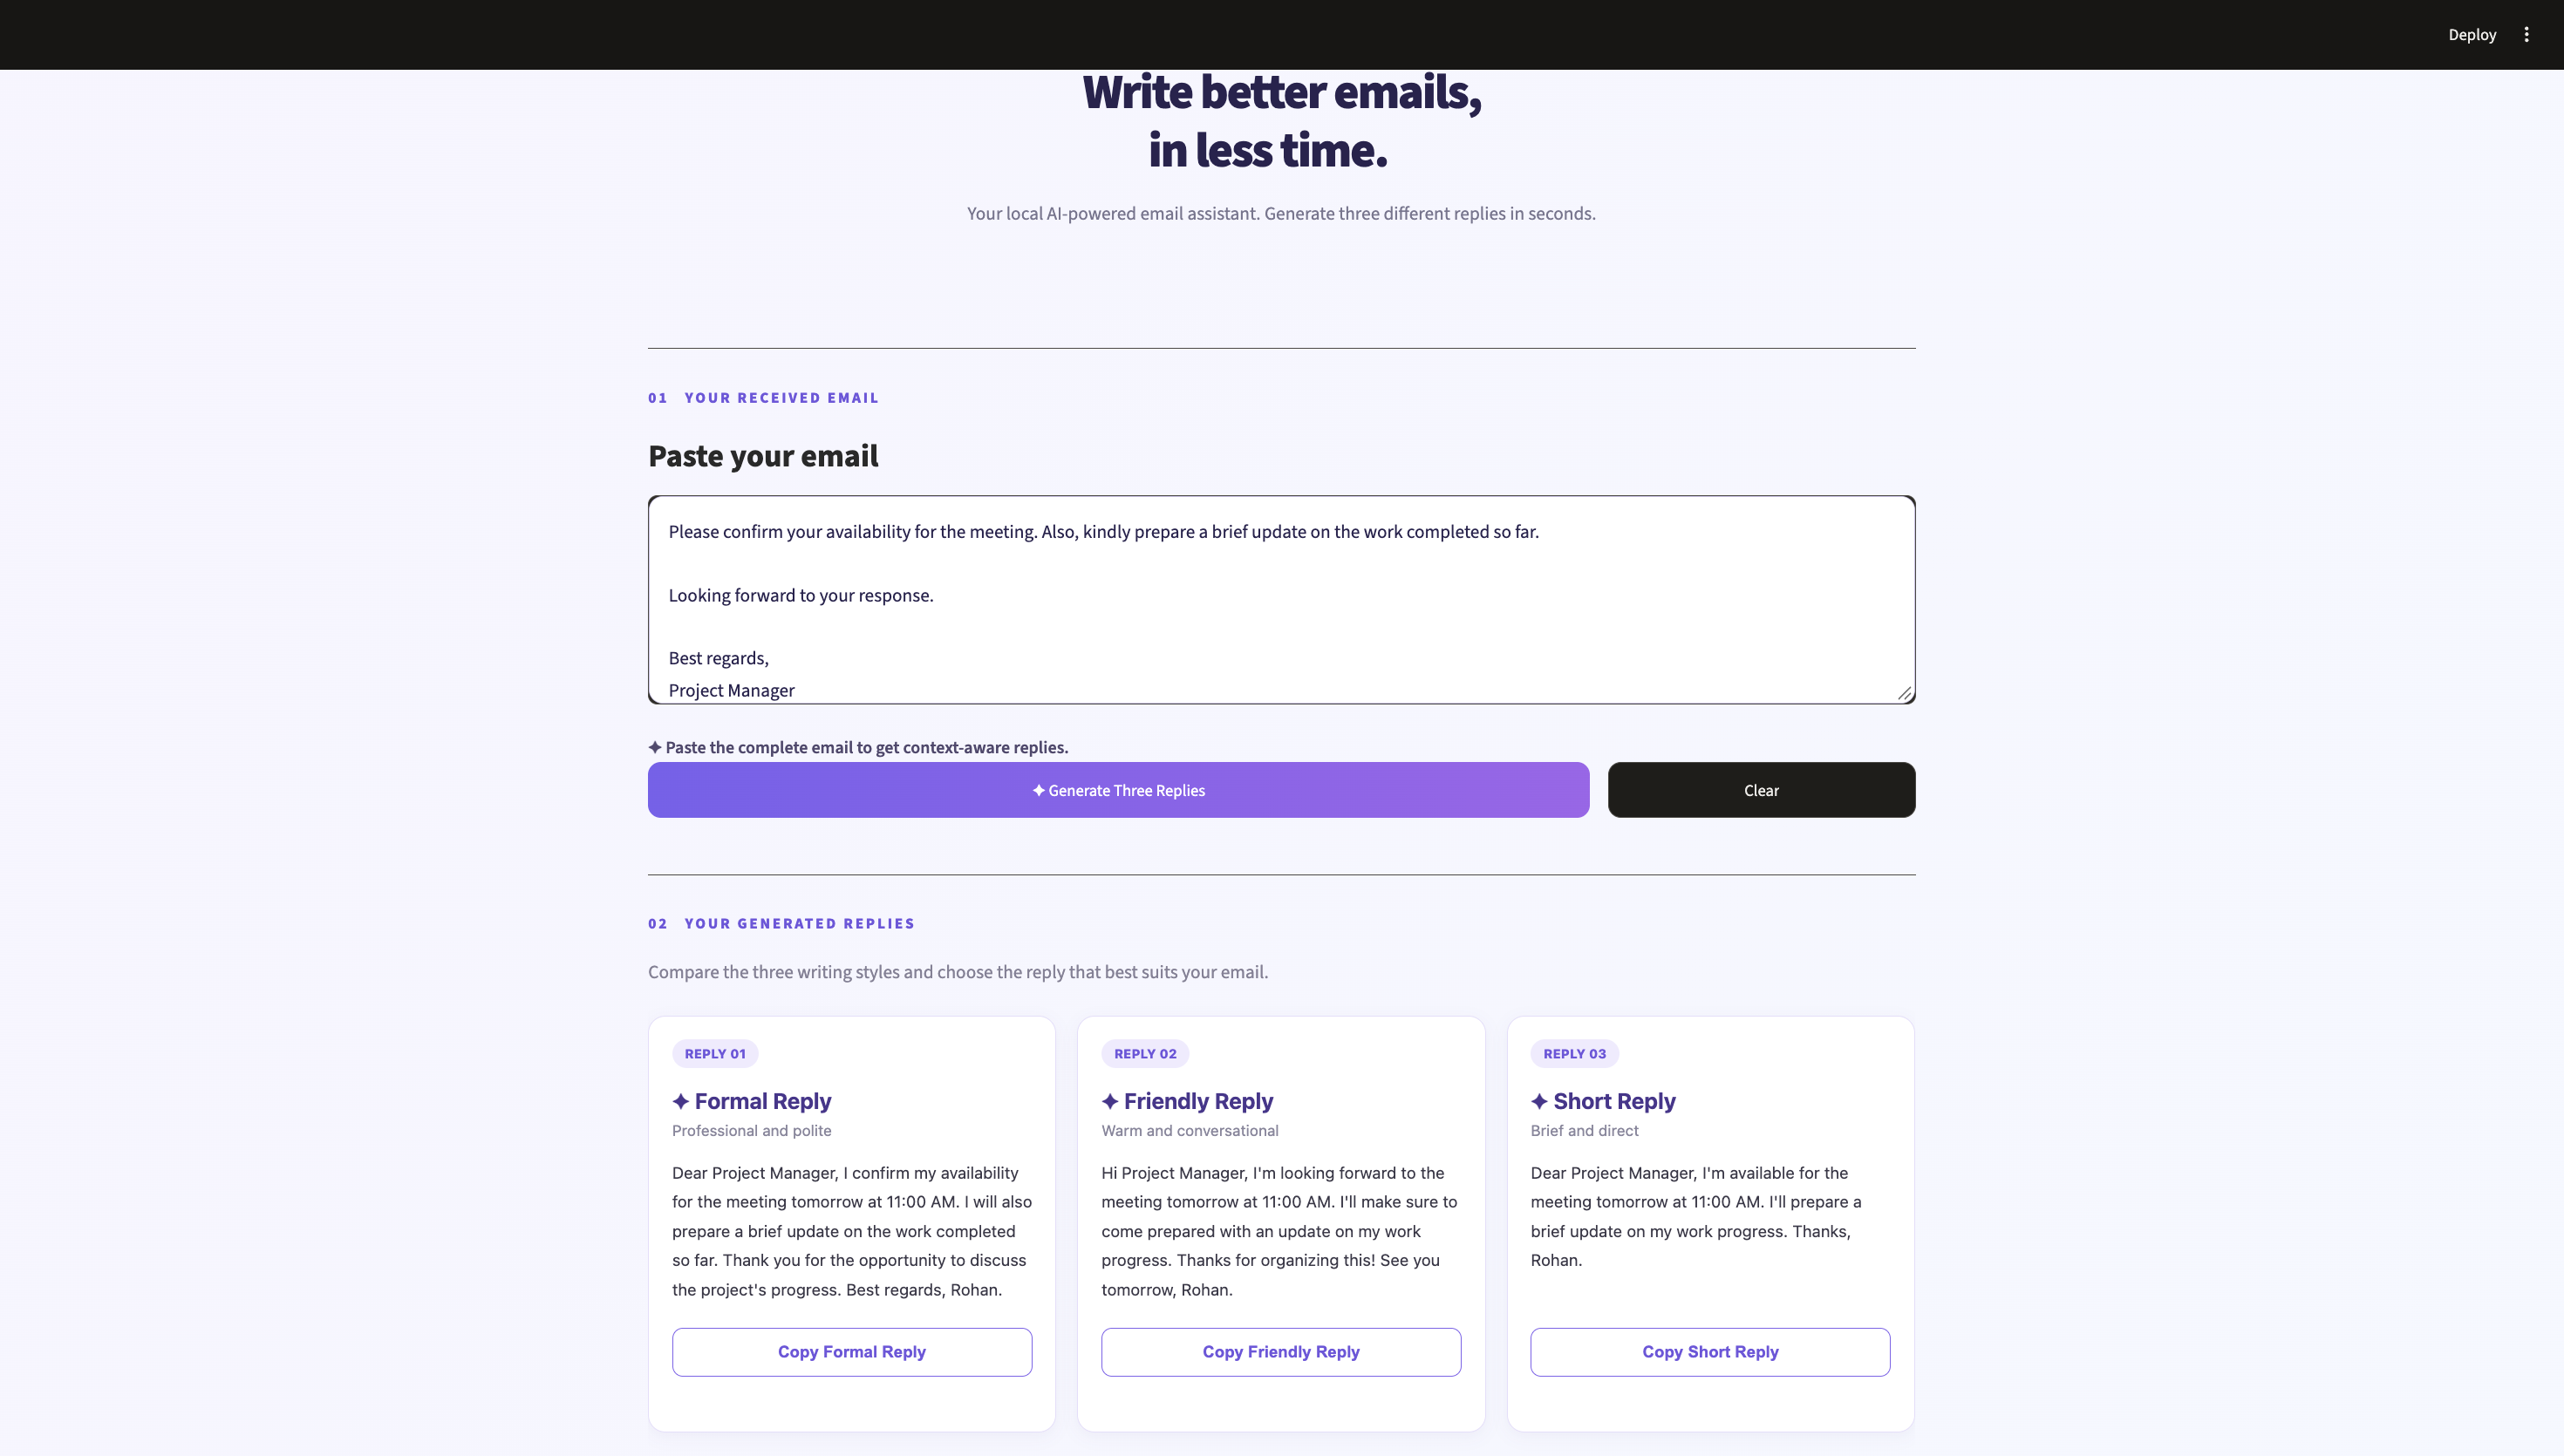 Deploy
Write better emails,
in less time.
Your local AI-powered email assistant. Generate three different replies in seconds.
01 YOUR RECEIVED EMAIL
Paste your email
Please confirm your availability for the meeting. Also, kindly prepare a brief update on the work completed so far.
Looking forward to your response.
Best regards,
Project Manager
✦ Paste the complete email to get context-aware replies.
✦ Generate Three Replies
Clear
02 YOUR GENERATED REPLIES
Compare the three writing styles and choose the reply that best suits your email.
REPLY 01
✦ Formal Reply
Professional and polite
Dear Project Manager, I confirm my availability
for the meeting tomorrow at 11:00 AM. I will also
prepare a brief update on the work completed
so far. Thank you for the opportunity to discuss
the project's progress. Best regards, Rohan.
Copy Formal Reply
REPLY 02
✦ Friendly Reply
Warm and conversational
Hi Project Manager, I'm looking forward to the
meeting tomorrow at 11:00 AM. I'll make sure to
come prepared with an update on my work
progress. Thanks for organizing this! See you
tomorrow, Rohan.
Copy Friendly Reply
REPLY 03
✦ Short Reply
Brief and direct
Dear Project Manager, I'm available for the
meeting tomorrow at 11:00 AM. I'll prepare a
brief update on my work progress. Thanks,
Rohan.
Copy Short Reply